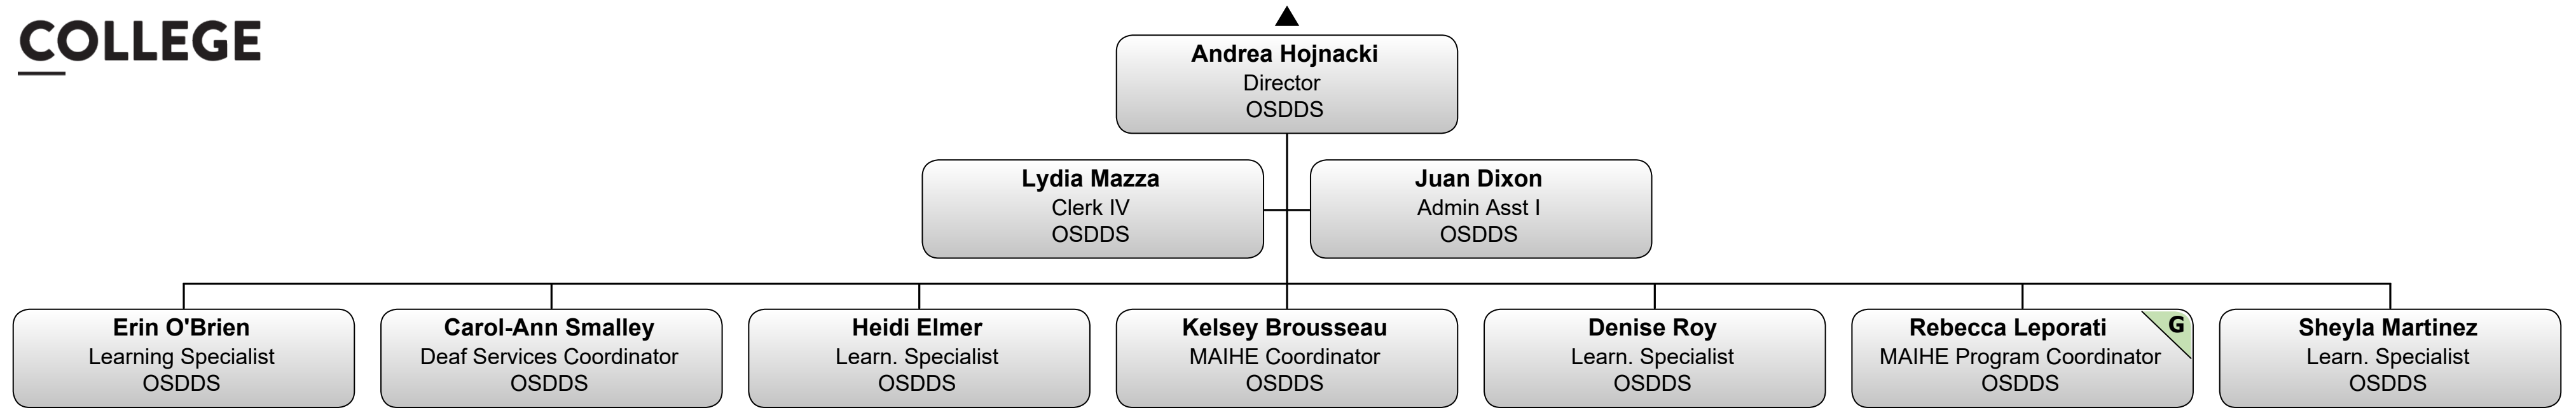 COLLEGE
Andrea Hojnacki
Director
OSDDS
Lydia Mazza
Clerk IV
OSDDS
Juan Dixon
Admin Asst I
OSDDS
Erin O'Brien
Learning Specialist
OSDDS
Carol-Ann Smalley
Deaf Services Coordinator
OSDDS
Heidi Elmer
Learn. Specialist
OSDDS
Kelsey Brousseau
MAIHE Coordinator
OSDDS
Denise Roy
Learn. Specialist
OSDDS
Rebecca Leporati
MAIHE Program Coordinator
OSDDS
G
Sheyla Martinez
Learn. Specialist
OSDDS